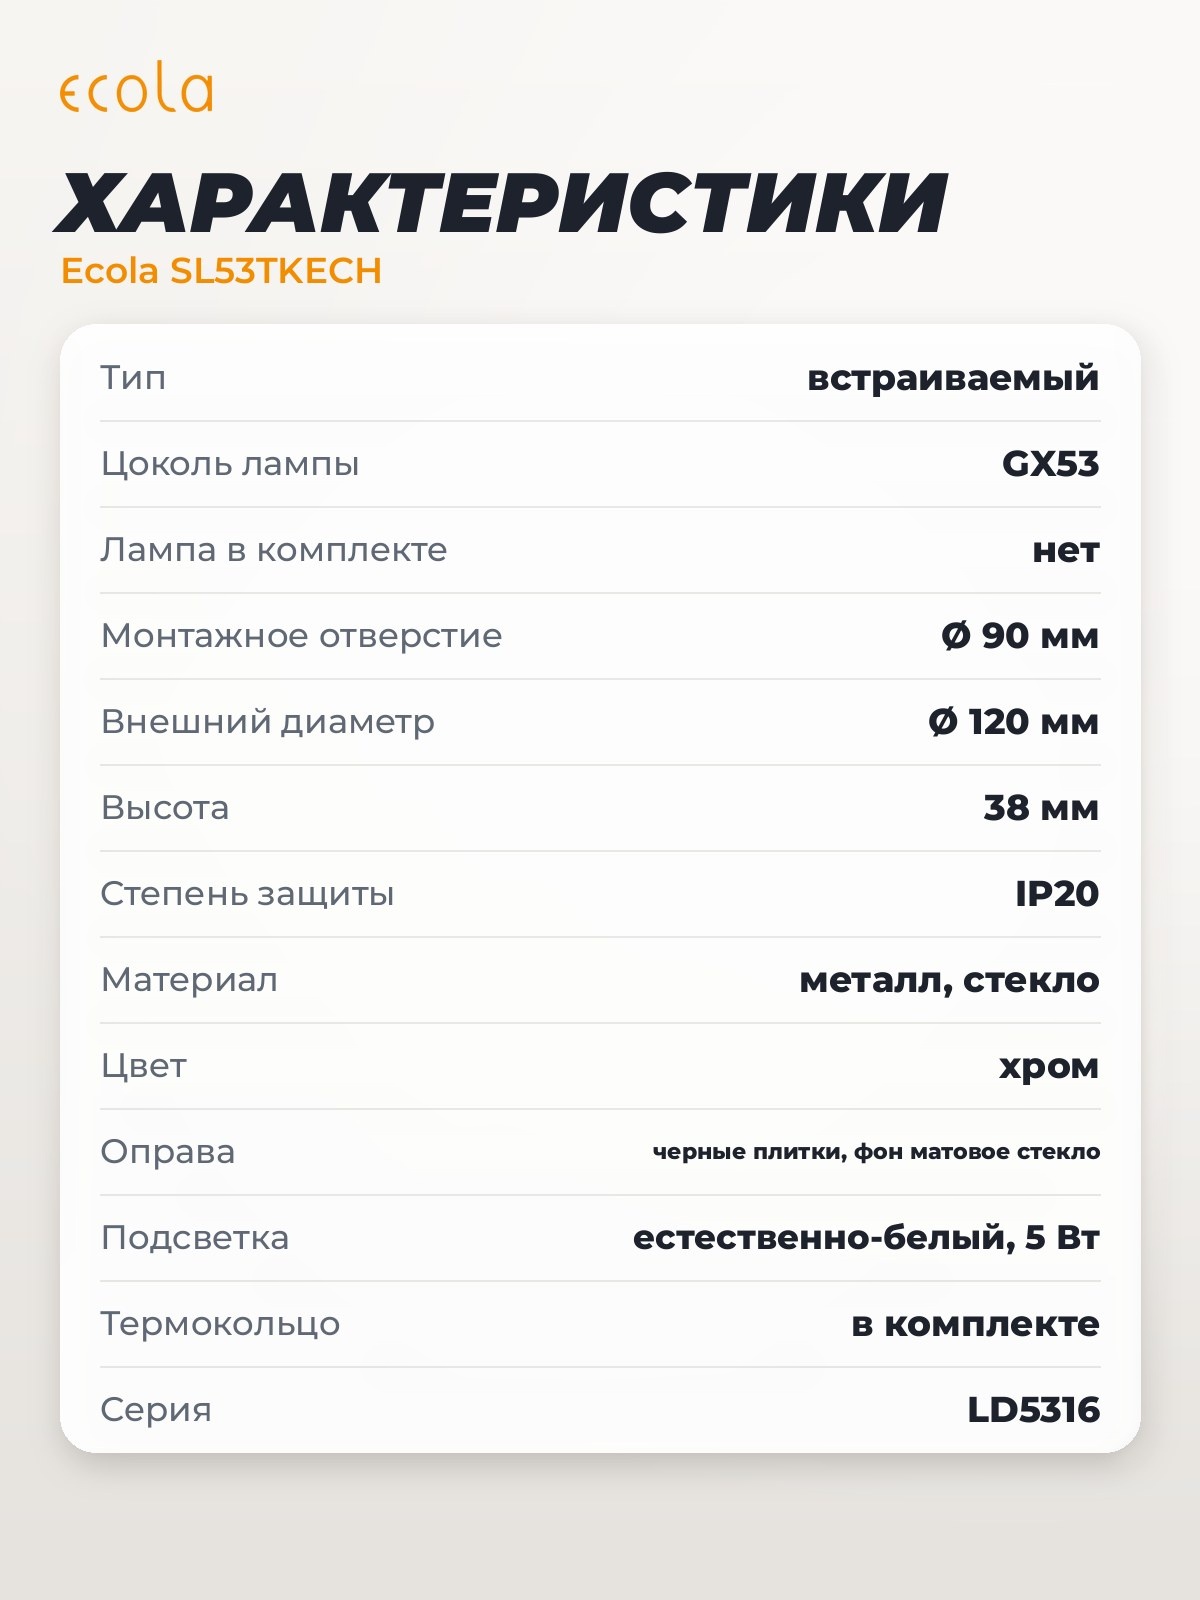 ecola
ХАРАКТЕРИСТИКИ
Ecola SL53TKECH
Тип встраиваемый
Цоколь лампы GX53
Лампа в комплекте нет
Монтажное отверстие Ø 90 мм
Внешний диаметр Ø 120 мм
Высота 38 мм
Степень защиты IP20
Материал металл, стекло
Цвет хром
Оправа черные плитки, фон матовое стекло
Подсветка естественно-белый, 5 Вт
Термокольцо в комплекте
Серия LD5316